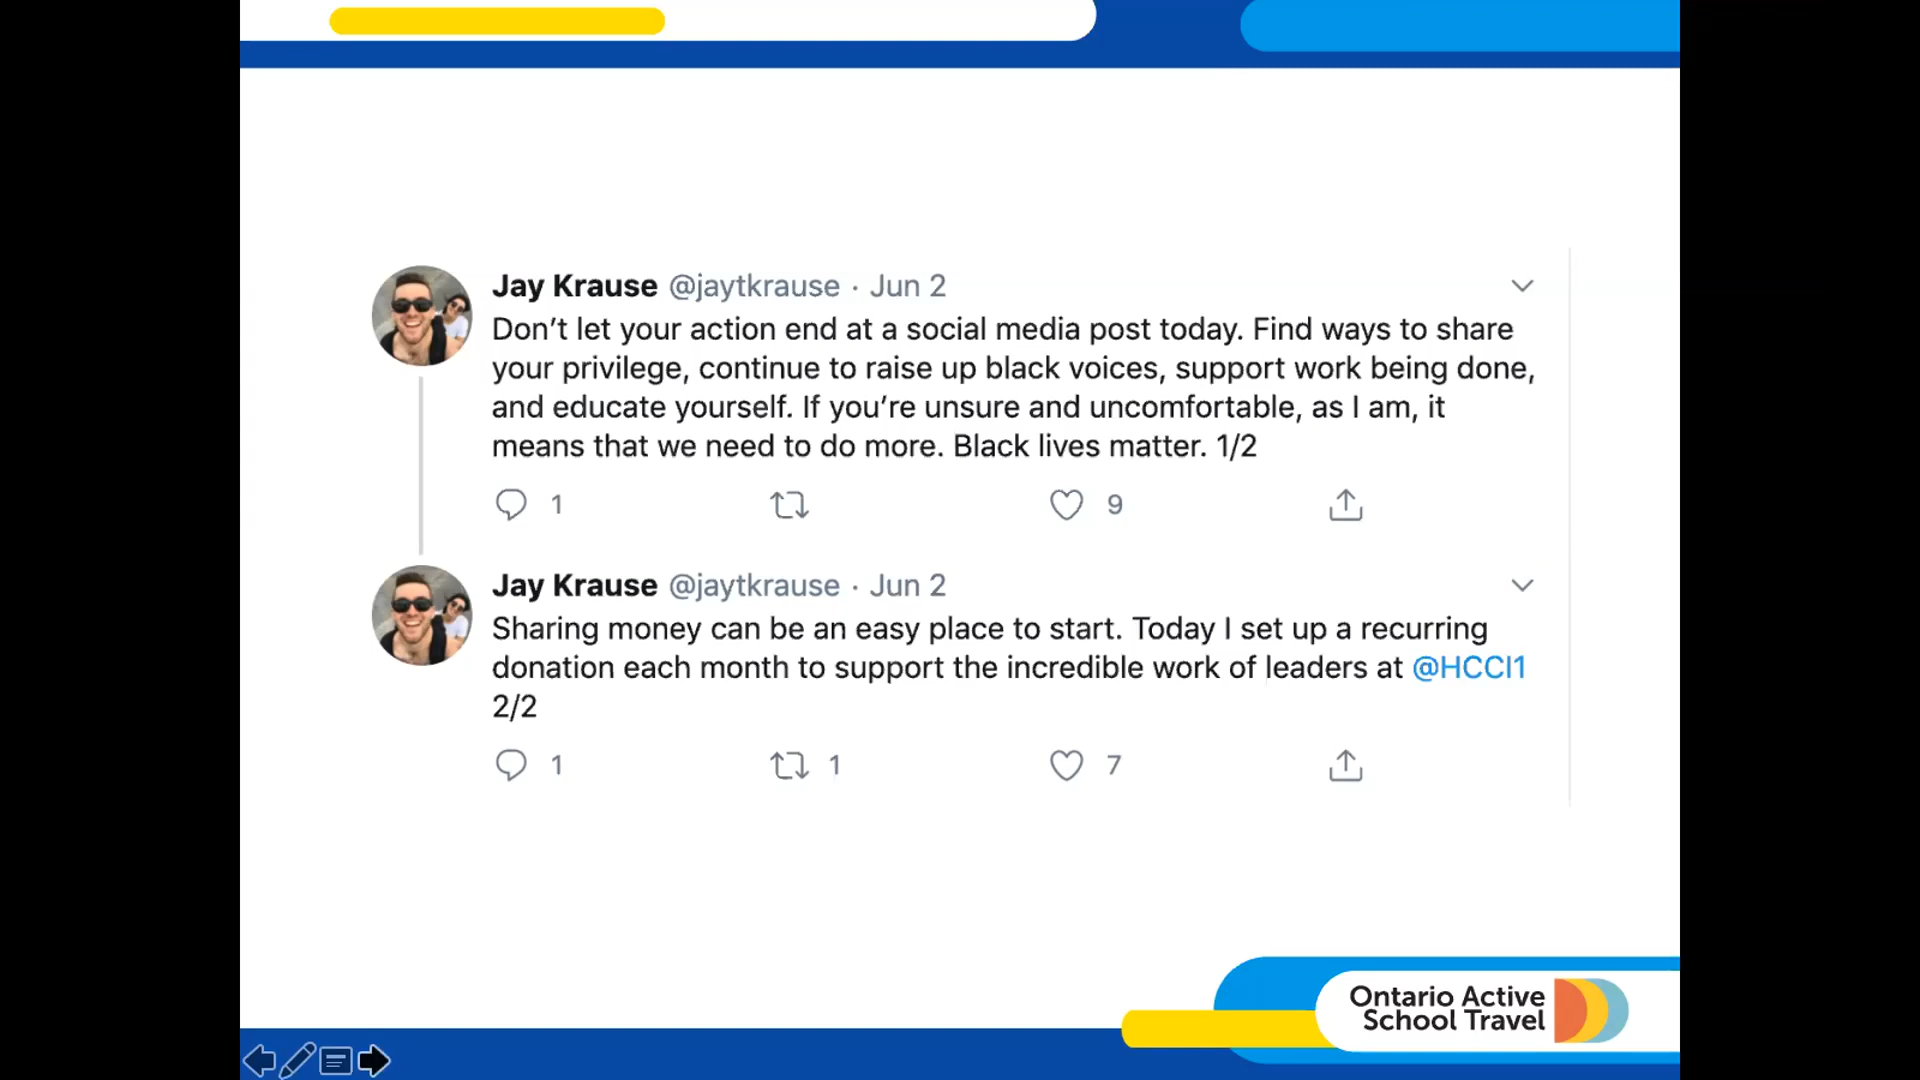 Jay Krause @jaytkrause · Jun 2
Don’t let your action end at a social media post today. Find ways to share
your privilege, continue to raise up black voices, support work being done,
and educate yourself. If you’re unsure and uncomfortable, as I am, it
means that we need to do more. Black lives matter. 1/2
1 9
Jay Krause @jaytkrause · Jun 2
Sharing money can be an easy place to start. Today I set up a recurring
donation each month to support the incredible work of leaders at @HCCI1
2/2
1 1 7
Ontario Active
School Travel